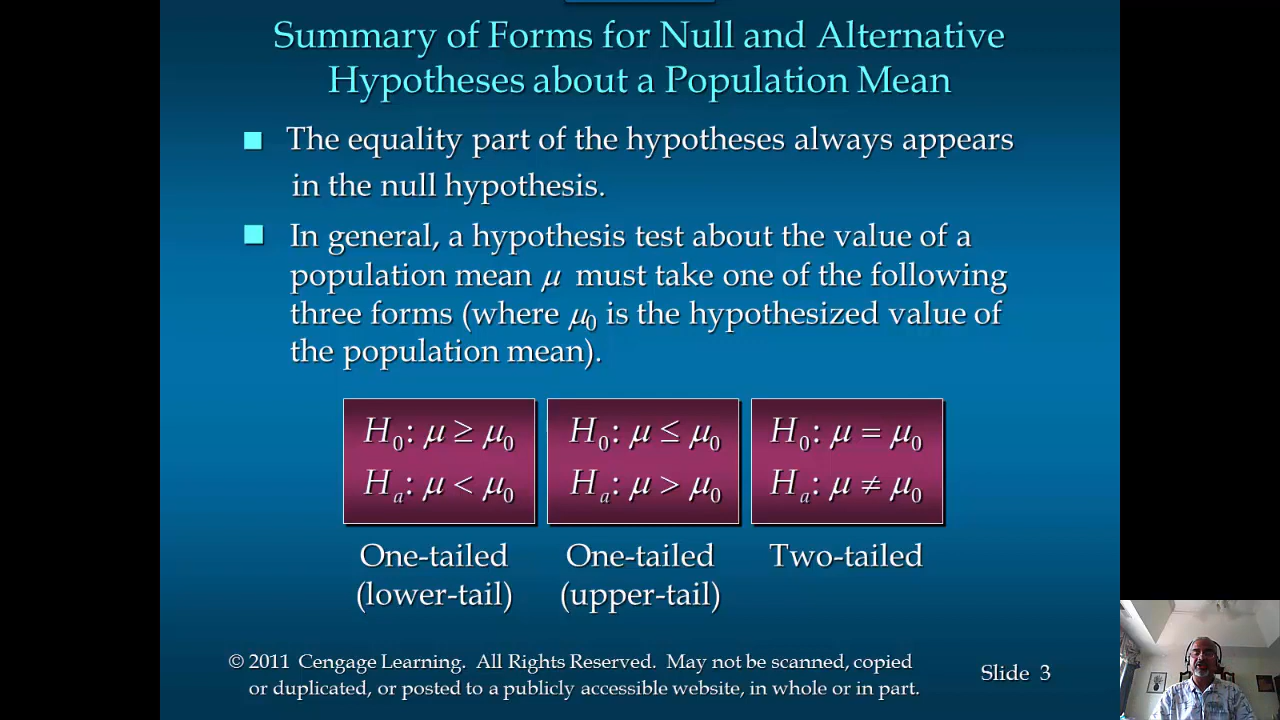 Summary of Forms for Null and Alternative
Hypotheses about a Population Mean
The equality part of the hypotheses always appears
in the null hypothesis.
In general, a hypothesis test about the value of a
population mean μ must take one of the following
three forms (where μ₀ is the hypothesized value of
the population mean).
H₀: μ ≥ μ₀
Hₐ: μ < μ₀
One-tailed
(lower-tail)
H₀: μ ≤ μ₀
Hₐ: μ > μ₀
One-tailed
(upper-tail)
H₀: μ = μ₀
Hₐ: μ ≠ μ₀
Two-tailed
© 2011 Cengage Learning. All Rights Reserved. May not be scanned, copied
or duplicated, or posted to a publicly accessible website, in whole or in part.
Slide 3